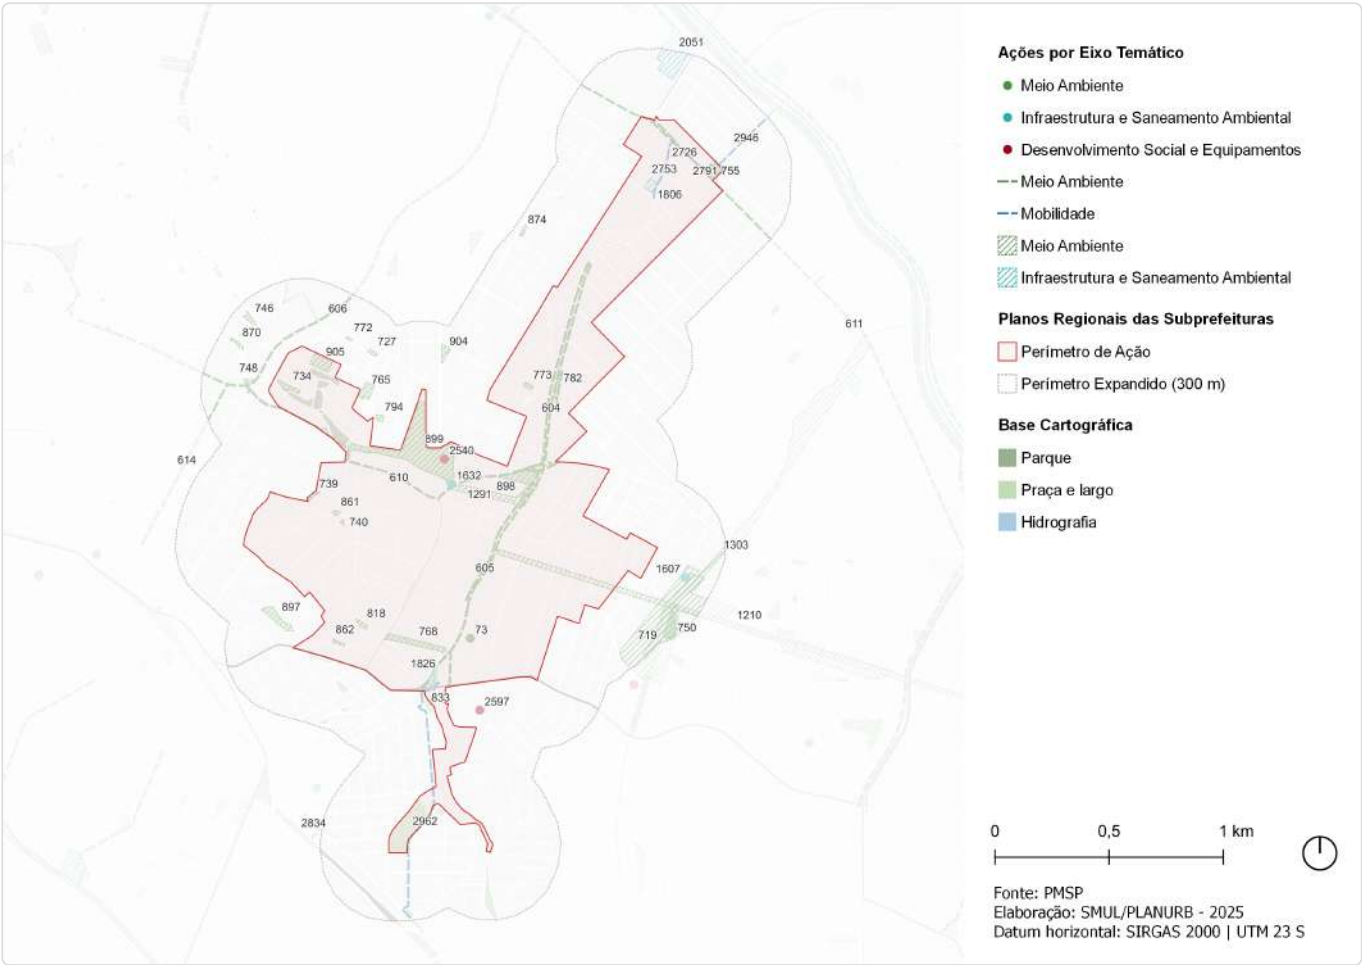 2051
2946
2726
2753
2791
755
1806
874
746
606
870
772
727
904
905
611
748
734
765
773
782
794
604
899
2540
614
610
1632
739
1291
898
861
740
1303
605
1607
897
818
1210
862
768
73
719
750
1826
833
2597
2834
2962
Ações por Eixo Temático
Meio Ambiente
Infraestrutura e Saneamento Ambiental
Desenvolvimento Social e Equipamentos
Meio Ambiente
Mobilidade
Meio Ambiente
Infraestrutura e Saneamento Ambiental
Planos Regionais das Subprefeituras
Perímetro de Ação
Perímetro Expandido (300 m)
Base Cartográfica
Parque
Praça e largo
Hidrografia
0 0,5 1 km
Fonte: PMSP
Elaboração: SMUL/PLANURB - 2025
Datum horizontal: SIRGAS 2000 | UTM 23 S